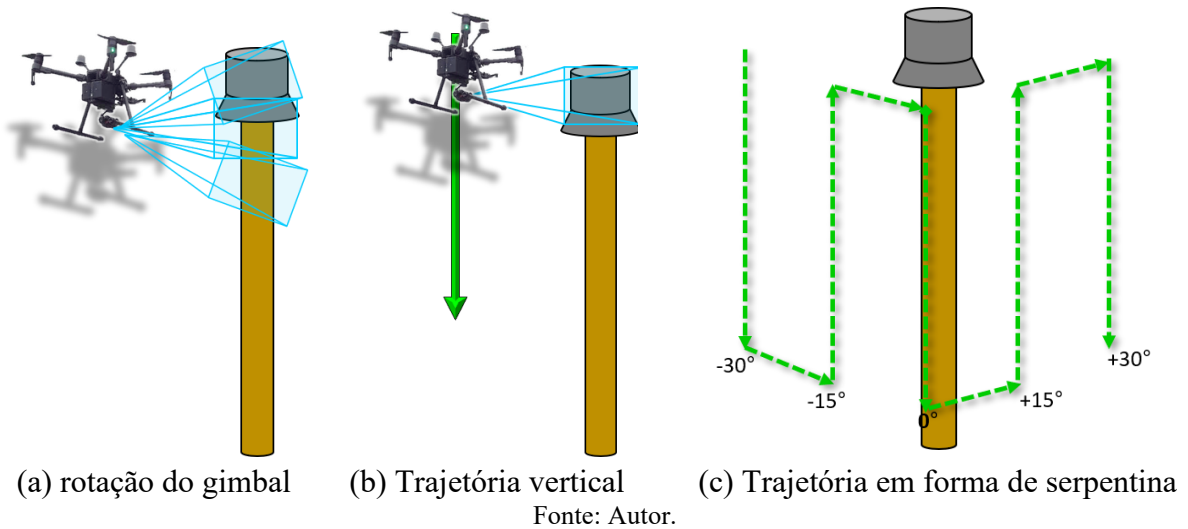 -30°
-15°
0°
+15°
+30°
(a) rotação do gimbal
(b) Trajetória vertical
(c) Trajetória em forma de serpentina
Fonte: Autor.